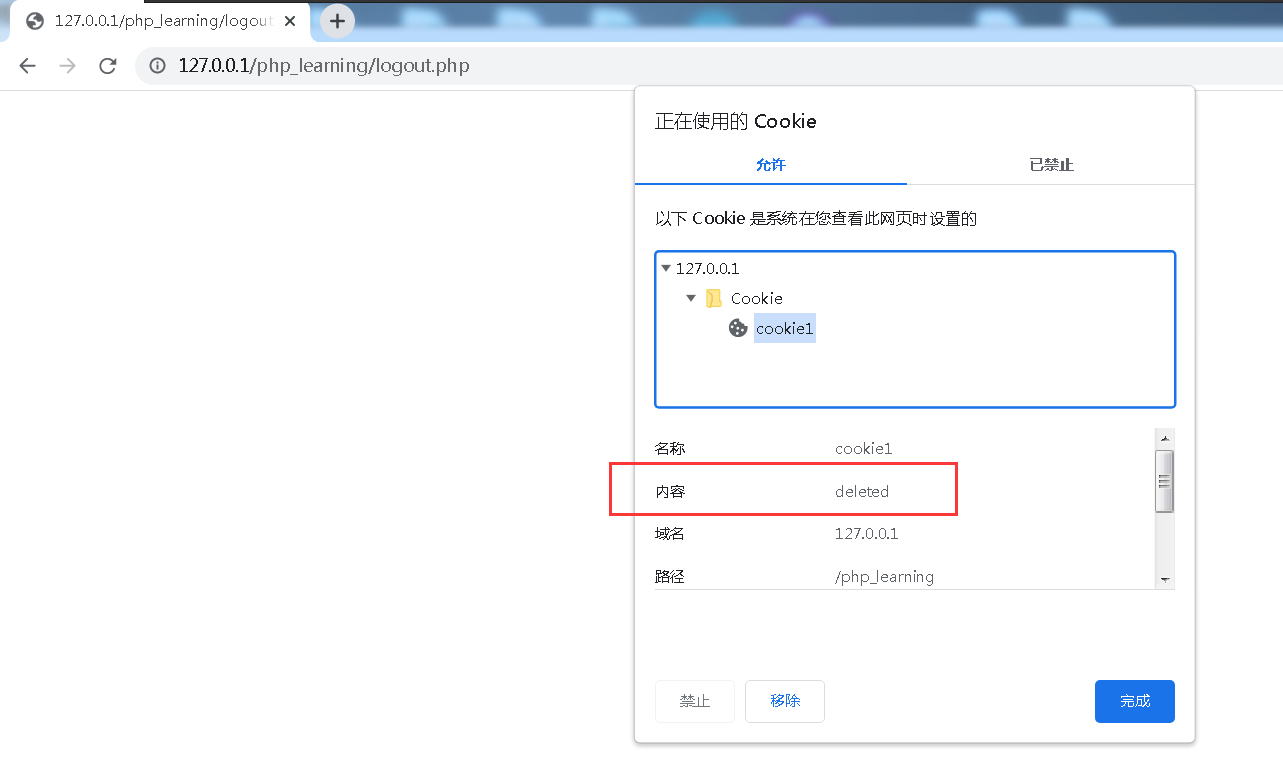 127.0.0.1/php_learning/logout
127.0.0.1/php_learning/logout.php
正在使用的 Cookie
允许
已禁止
以下 Cookie 是系统在您查看此网页时设置的
127.0.0.1
Cookie
cookie1
名称 cookie1
内容 deleted
域名 127.0.0.1
路径 /php_learning
禁止
移除
完成